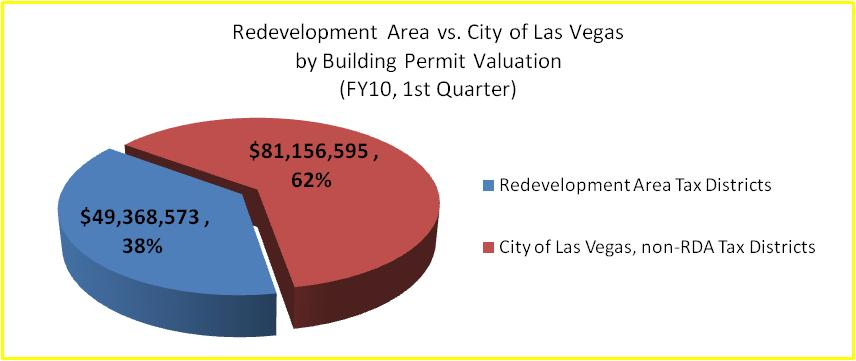 Redevelopment Area vs. City of Las Vegas
by Building Permit Valuation
(FY10, 1st Quarter)
$81,156,595 ,
62%
$49,368,573 ,
38%
Redevelopment Area Tax Districts
City of Las Vegas, non-RDA Tax Districts